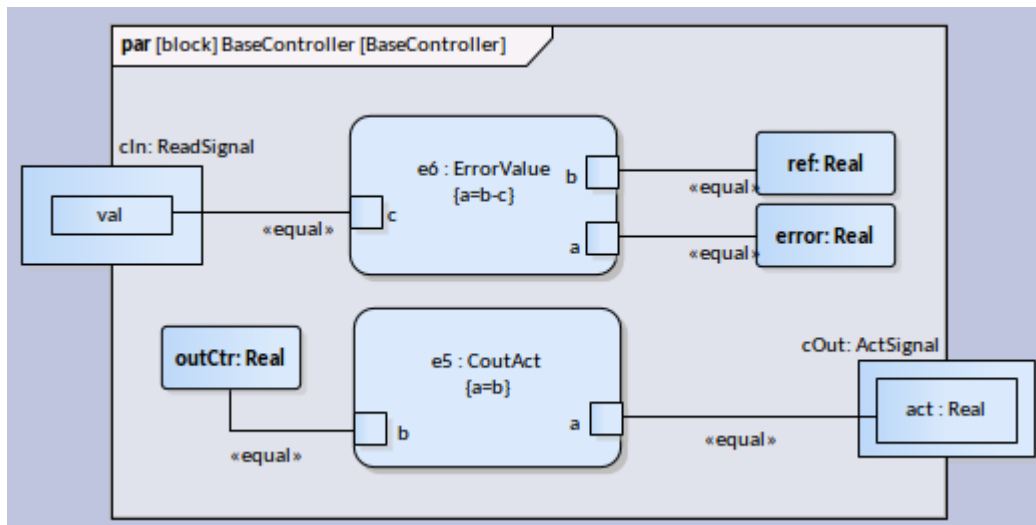 par [block] BaseController [BaseController]
cIn: ReadSignal
val
«equal»
c
e6 : ErrorValue
{a=b-c}
b
a
«equal»
ref: Real
«equal»
error: Real
outCtr: Real
«equal»
b
e5 : CoutAct
{a=b}
a
«equal»
cOut: ActSignal
act : Real